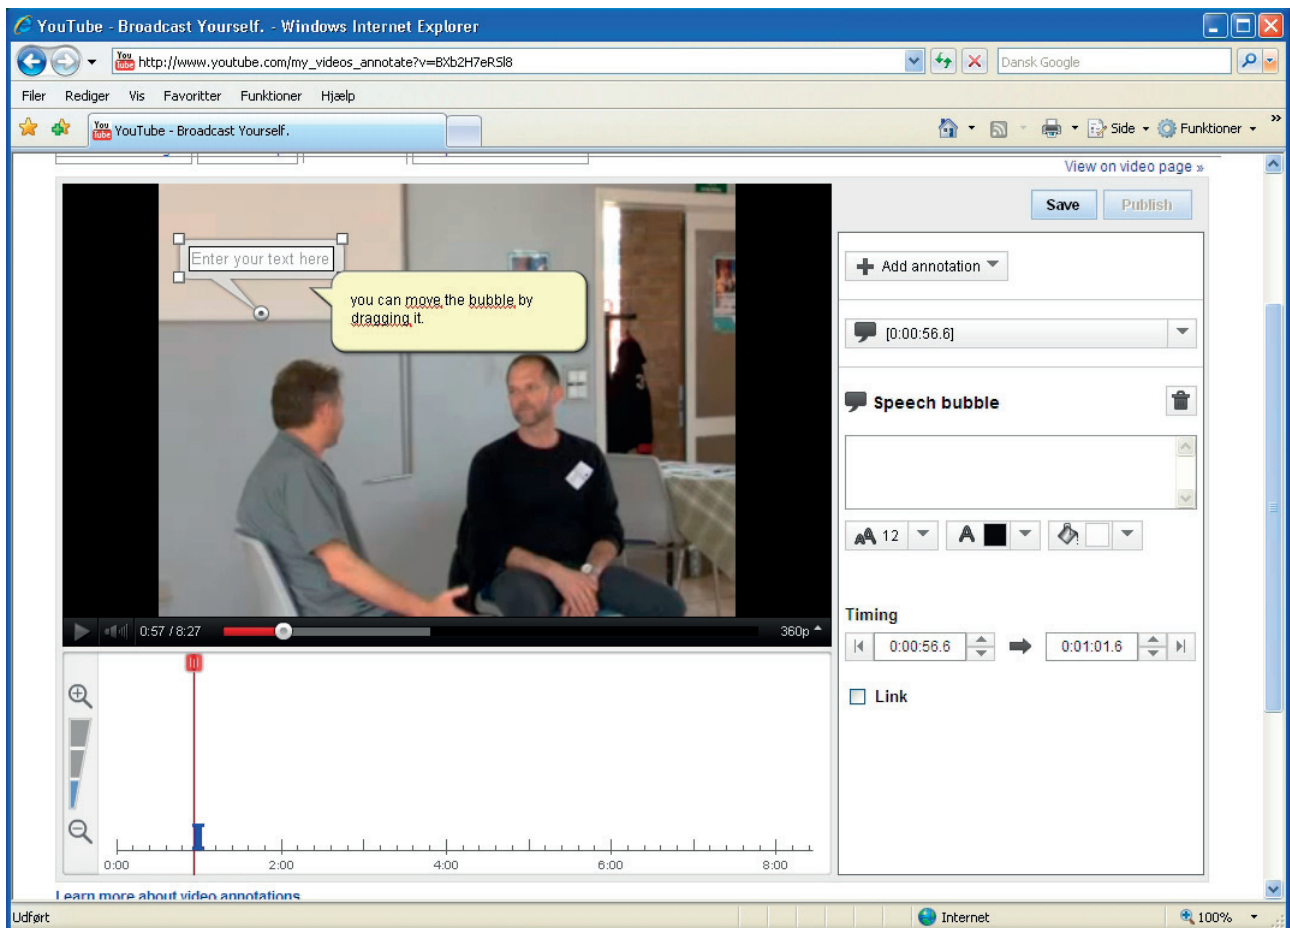 YouTube - Broadcast Yourself. - Windows Internet Explorer
http://www.youtube.com/my_videos_annotate?v=BXb2H7eRSl8
Dansk Google
Filer Rediger Vis Favoritter Funktioner Hjælp
YouTube - Broadcast Yourself.
Side
Funktioner
View on video page »
Save Publish
Enter your text here
you can move the bubble by
dragging it.
Add annotation
[0:00:56.6]
Speech bubble
12
A
0:57 / 8:27
360p
Timing
0:00:56.6 0:01:01.6
Link
0:00 2:00 4:00 6:00 8:00
Learn more about video annotations
Udført
Internet
100%